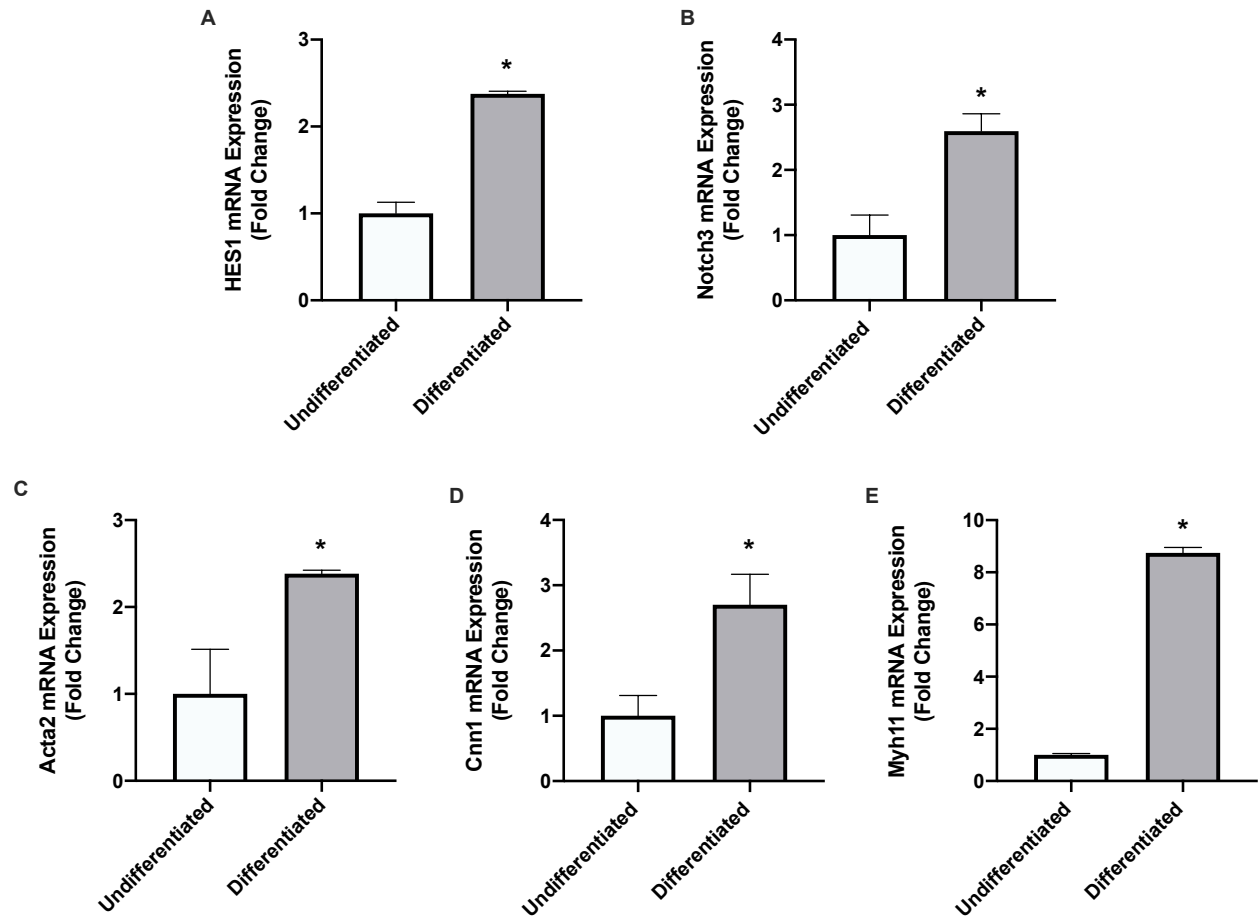 A
HES1 mRNA Expression
(Fold Change)
3
2
1
0
*
Undifferentiated
Differentiated
B
Notch3 mRNA Expression
(Fold Change)
4
3
2
1
0
*
Undifferentiated
Differentiated
C
Acta2 mRNA Expression
(Fold Change)
3
2
1
0
*
Undifferentiated
Differentiated
D
Cnn1 mRNA Expression
(Fold Change)
4
3
2
1
0
*
Undifferentiated
Differentiated
E
Myh11 mRNA Expression
(Fold Change)
10
8
6
4
2
0
*
Undifferentiated
Differentiated